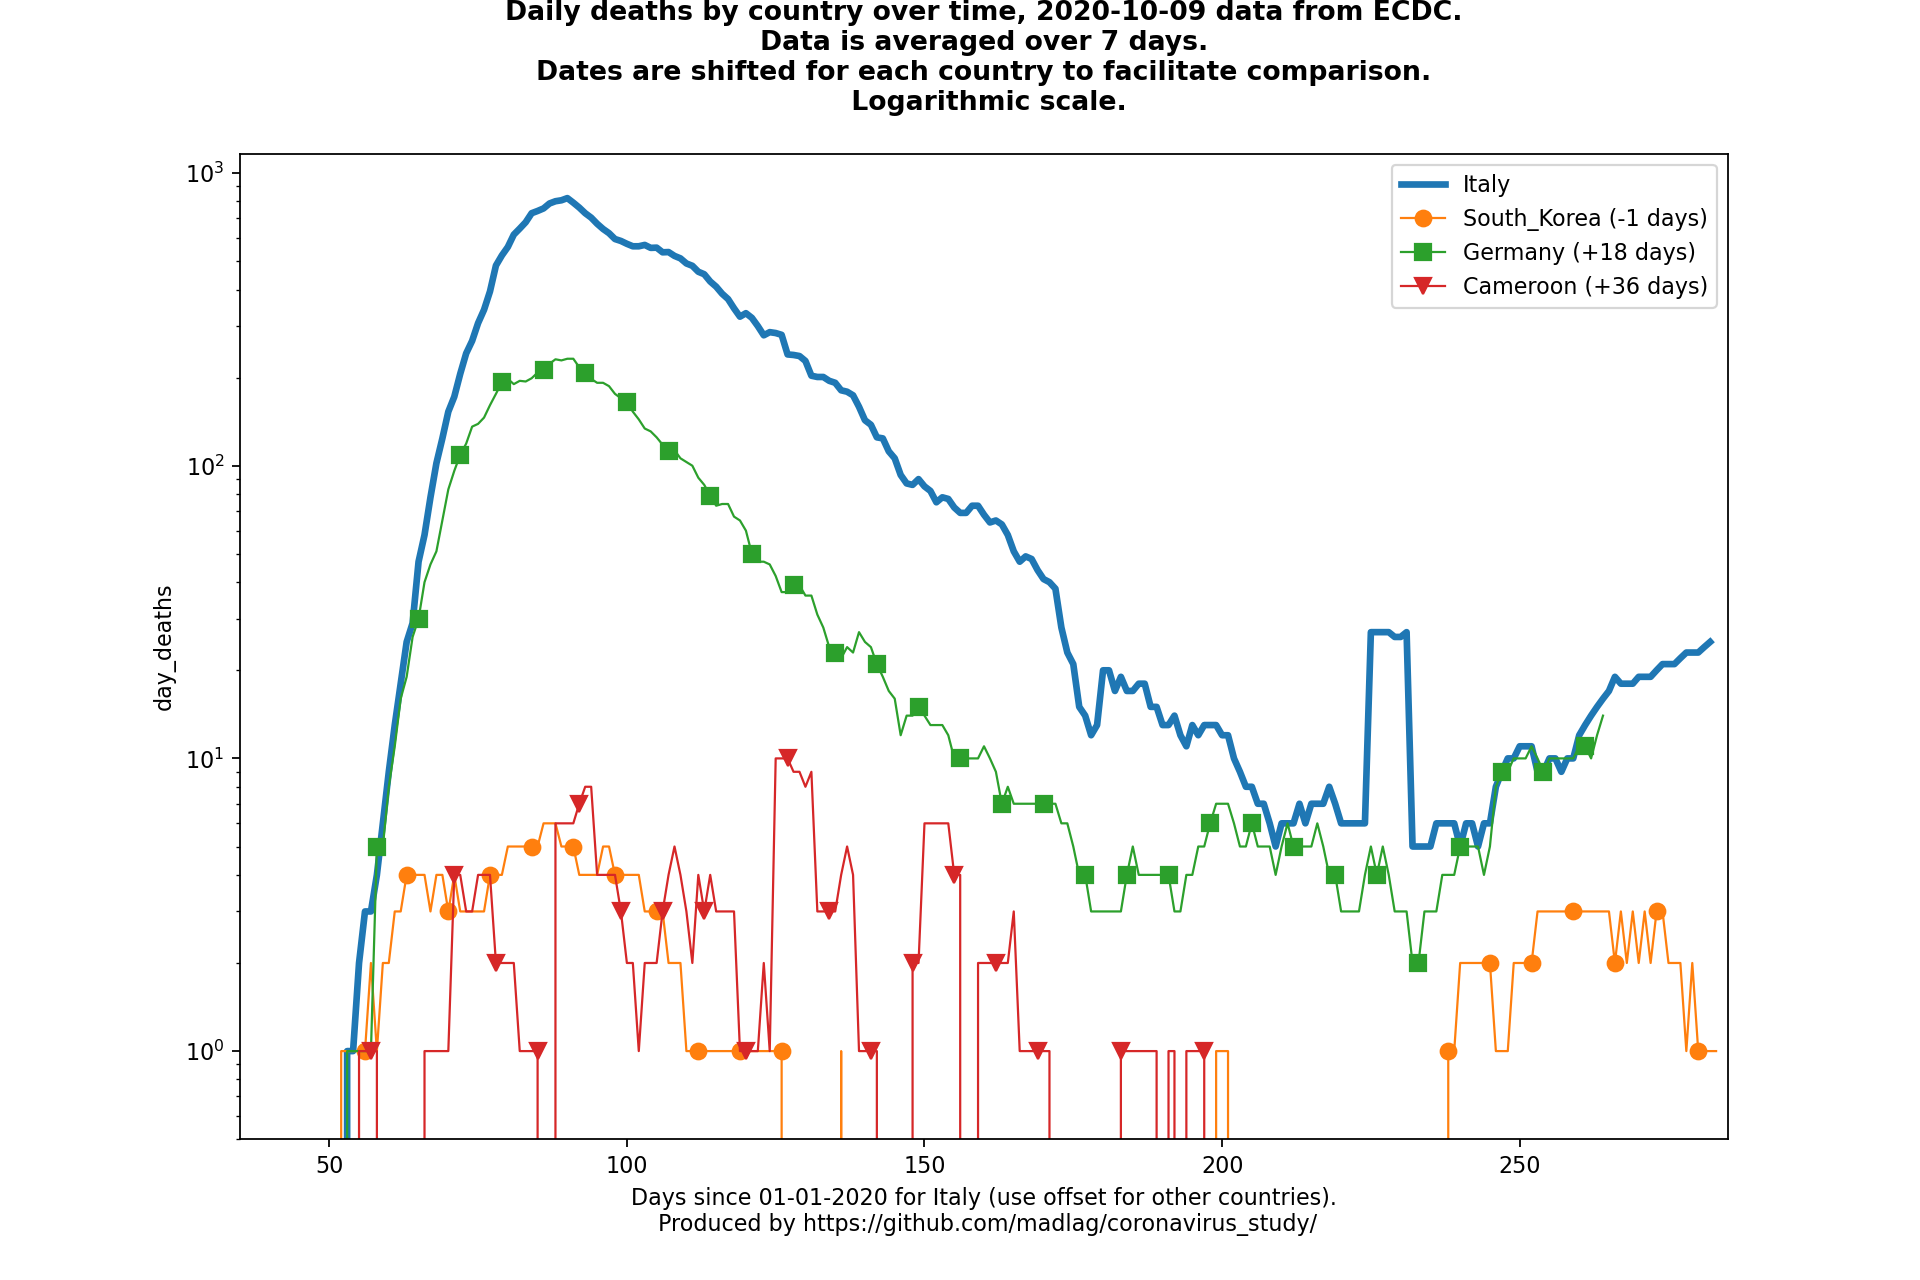 Daily deaths by country over time, 2020-10-09 data from ECDC.
Data is averaged over 7 days.
Dates are shifted for each country to facilitate comparison.
Logarithmic scale.
10³
10²
10¹
10⁰
day_deaths
Italy
South_Korea (-1 days)
Germany (+18 days)
Cameroon (+36 days)
50 100 150 200 250
Days since 01-01-2020 for Italy (use offset for other countries).
Produced by https://github.com/madlag/coronavirus_study/